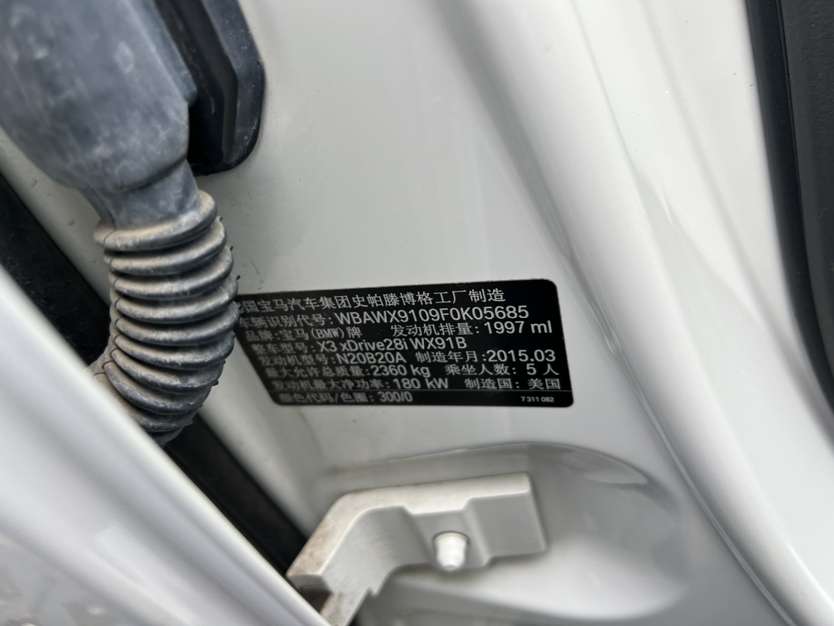 国宝马汽车集团史帕滕博格工厂制造
车辆识别代号: WBAWX9109F0K05685
品牌: 宝马(BMW)牌 发动机排量: 1997 ml
整车型号: X3 xDrive28i WX91B
发动机型号: N20B20A 制造年月:2015.03
最大允许总质量: 2360 kg 乘坐人数: 5 人
发动机最大净功率: 180 kW 制造国: 美国
颜色代码/色圈: 300/0 7 311 082